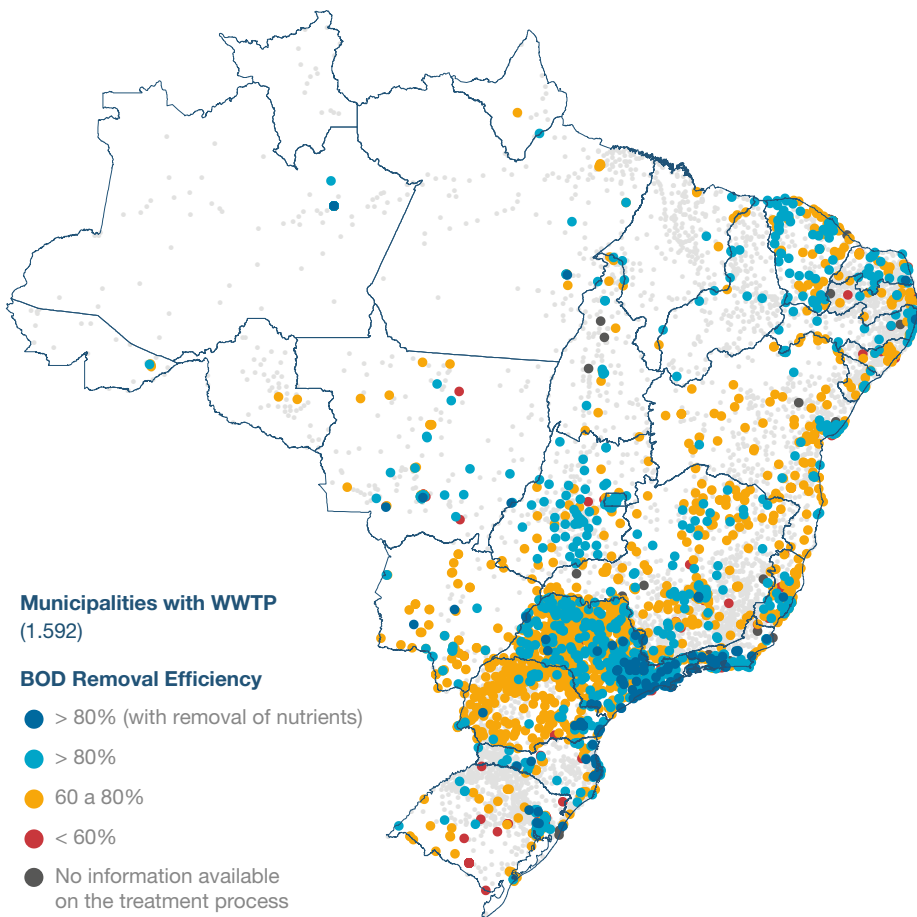 Municipalities with WWTP
(1.592)
BOD Removal Efficiency
> 80% (with removal of nutrients)
> 80%
60 a 80%
< 60%
No information available
on the treatment process